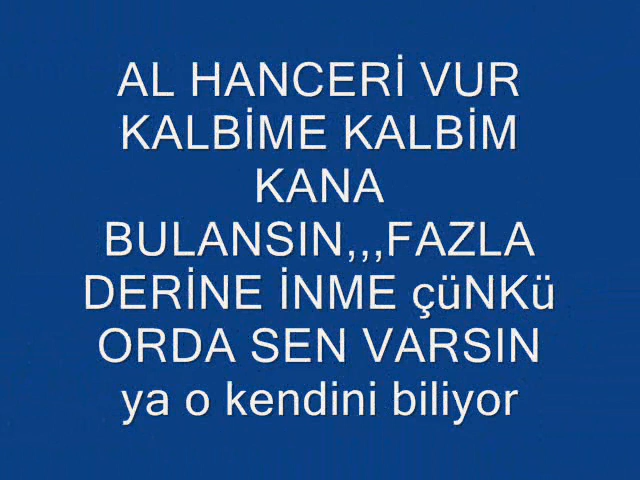 AL HANCERİ VUR
KALBİME KALBİM
KANA
BULANSIN,,,FAZLA
DERİNE İNME çüNKü
ORDA SEN VARSIN
ya o kendini biliyor